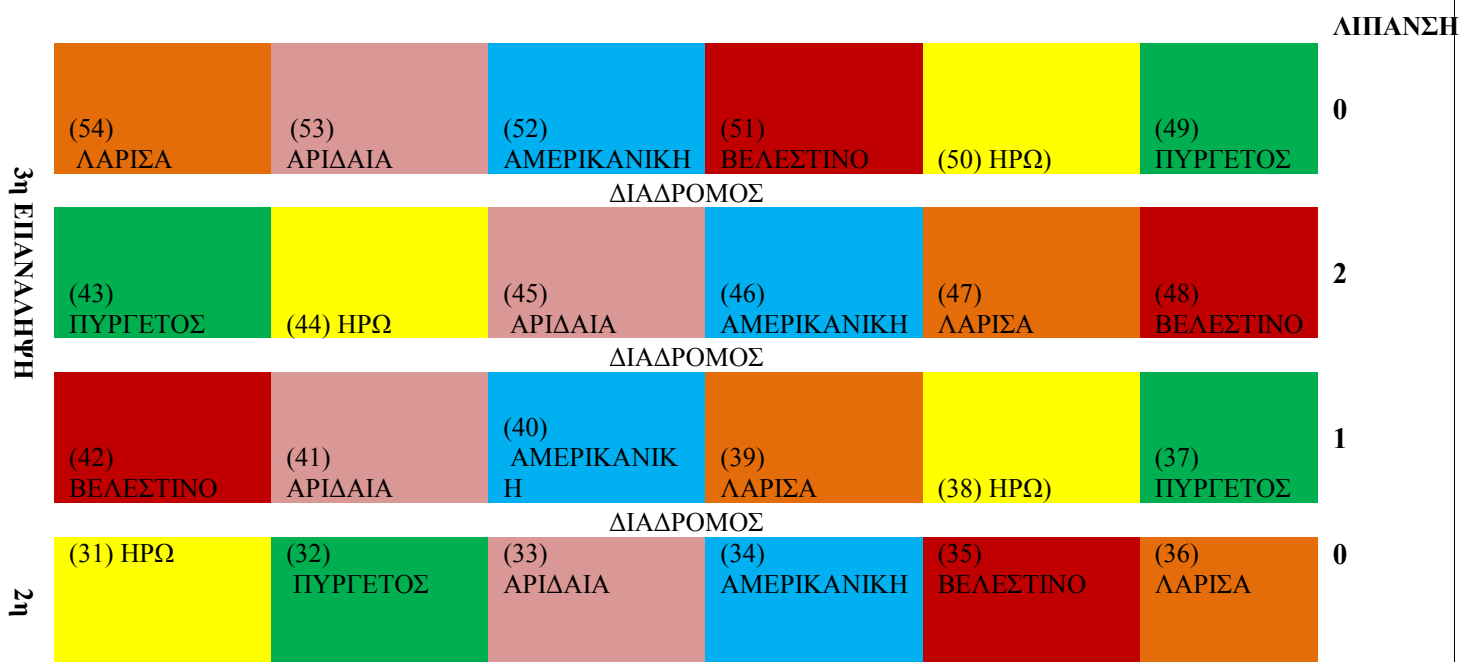 ΛΙΠΑΝΣΗ
(54)
ΛΑΡΙΣΑ
(53)
ΑΡΙΔΑΙΑ
(52)
ΑΜΕΡΙΚΑΝΙΚΗ
(51)
ΒΕΛΕΣΤΙΝΟ
(50) ΗΡΩ)
(49)
ΠΥΡΓΕΤΟΣ
0
ΔΙΑΔΡΟΜΟΣ
3η ΕΠΑΝΑΛΗΨΗ
(43)
ΠΥΡΓΕΤΟΣ
(44) ΗΡΩ
(45)
ΑΡΙΔΑΙΑ
(46)
ΑΜΕΡΙΚΑΝΙΚΗ
(47)
ΛΑΡΙΣΑ
(48)
ΒΕΛΕΣΤΙΝΟ
2
ΔΙΑΔΡΟΜΟΣ
(42)
ΒΕΛΕΣΤΙΝΟ
(41)
ΑΡΙΔΑΙΑ
(40)
ΑΜΕΡΙΚΑΝΙΚ
Η
(39)
ΛΑΡΙΣΑ
(38) ΗΡΩ)
(37)
ΠΥΡΓΕΤΟΣ
1
ΔΙΑΔΡΟΜΟΣ
2η
(31) ΗΡΩ
(32)
ΠΥΡΓΕΤΟΣ
(33)
ΑΡΙΔΑΙΑ
(34)
ΑΜΕΡΙΚΑΝΙΚΗ
(35)
ΒΕΛΕΣΤΙΝΟ
(36)
ΛΑΡΙΣΑ
0